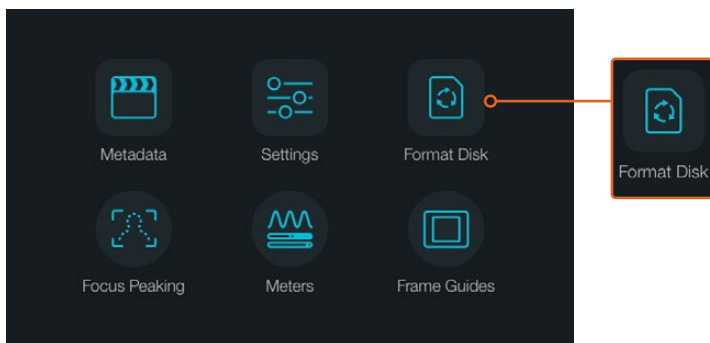 Metadata
Settings
Format Disk
Format Disk
Focus Peaking
Meters
Frame Guides